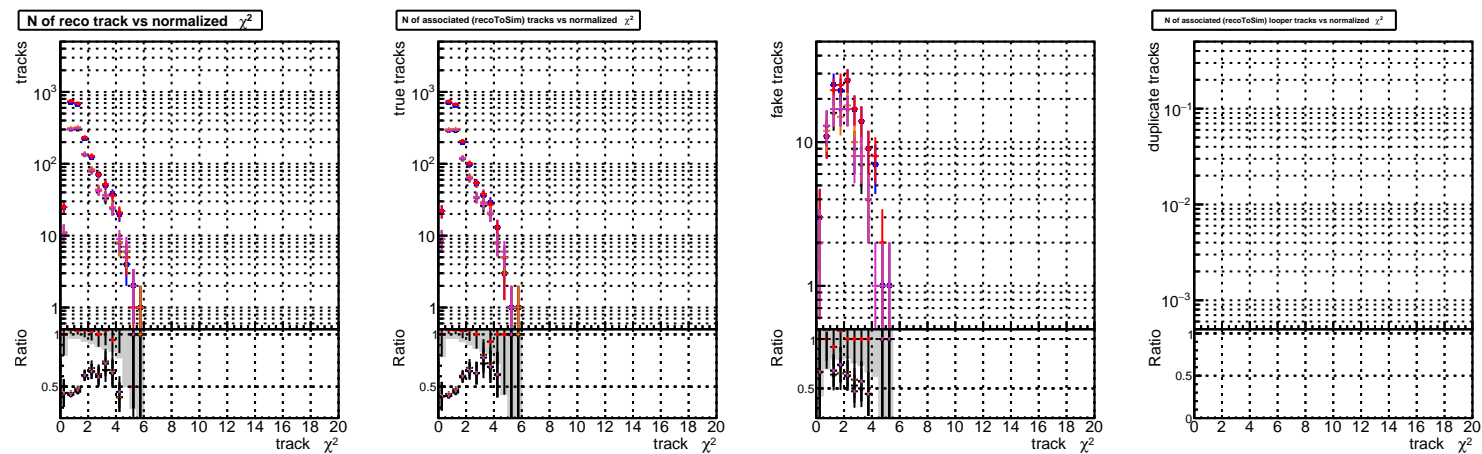 N of reco track vs normalized χ²
tracks
10³
10²
10
1
Ratio
1
0.5
0 2 4 6 8 10 12 14 16 18 20
track χ²
N of associated (recoToSim) tracks vs normalized χ²
true tracks
10³
10²
10
1
Ratio
1
0.5
0 2 4 6 8 10 12 14 16 18 20
track χ²
fake tracks
10
1
Ratio
1
0.5
0 2 4 6 8 10 12 14 16 18 20
track χ²
N of associated (recoToSim) looper tracks vs normalized χ²
duplicate tracks
10⁻¹
10⁻²
10⁻³
Ratio
1
0.5
0
0 2 4 6 8 10 12 14 16 18 20
track χ²